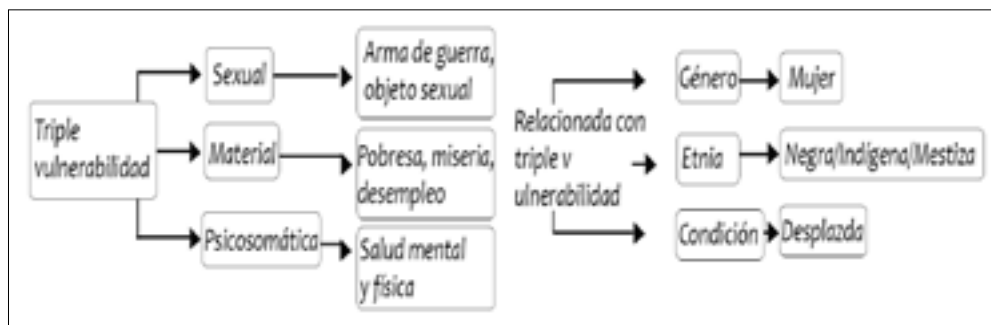 Triple
vulnerabilidad
Sexual
Arma de guerra,
objeto sexual
Material
Pobresa, miseria,
desempleo
Psicosomática
Salud mental
y física
Relacionada con
triple v
ulnerabilidad
Género
Mujer
Etnia
Negra/Indígena/Mestiza
Condición
Desplazda